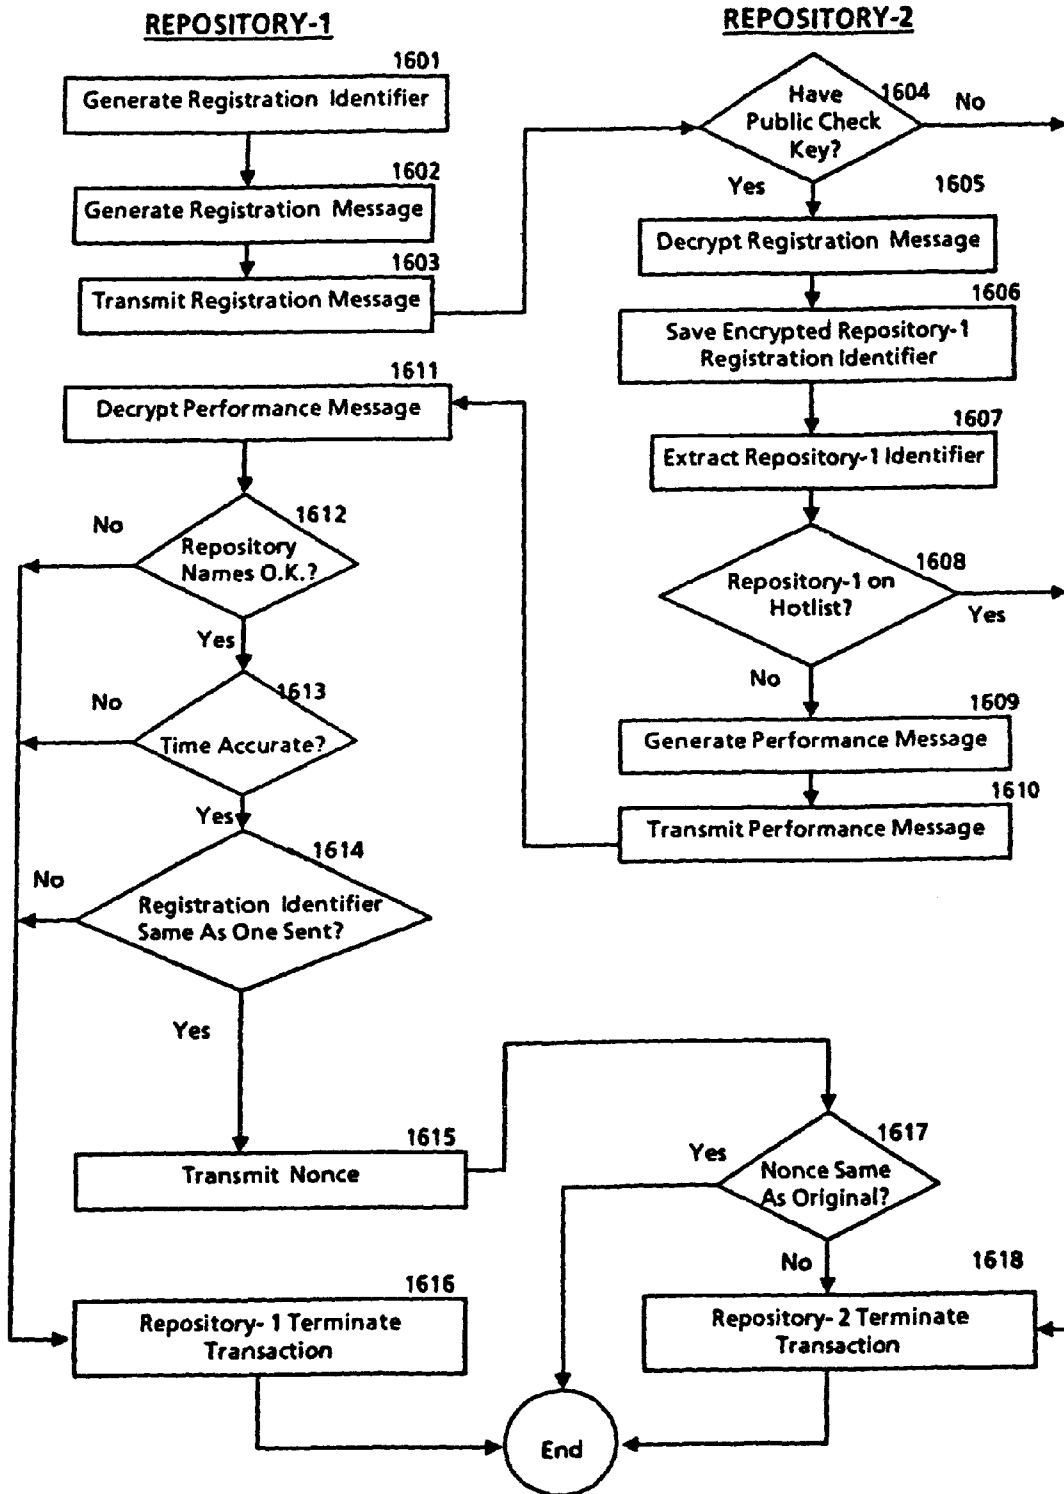 REPOSITORY-1
1601
Generate Registration Identifier
1602
Generate Registration Message
1603
Transmit Registration Message
REPOSITORY-2
1604
Have
Public Check
Key?
No
Yes
1605
Decrypt Registration Message
1606
Save Encrypted Repository-1
Registration Identifier
1607
Extract Repository-1 Identifier
1608
Repository-1 on
Hotlist?
Yes
No
1609
Generate Performance Message
1610
Transmit Performance Message
1611
Decrypt Performance Message
1612
Repository
Names O.K.?
No
Yes
1613
Time Accurate?
No
Yes
1614
Registration Identifier
Same As One Sent?
No
Yes
1615
Transmit Nonce
1617
Nonce Same
As Original?
Yes
No
1616
Repository- 1 Terminate
Transaction
1618
Repository- 2 Terminate
Transaction
End